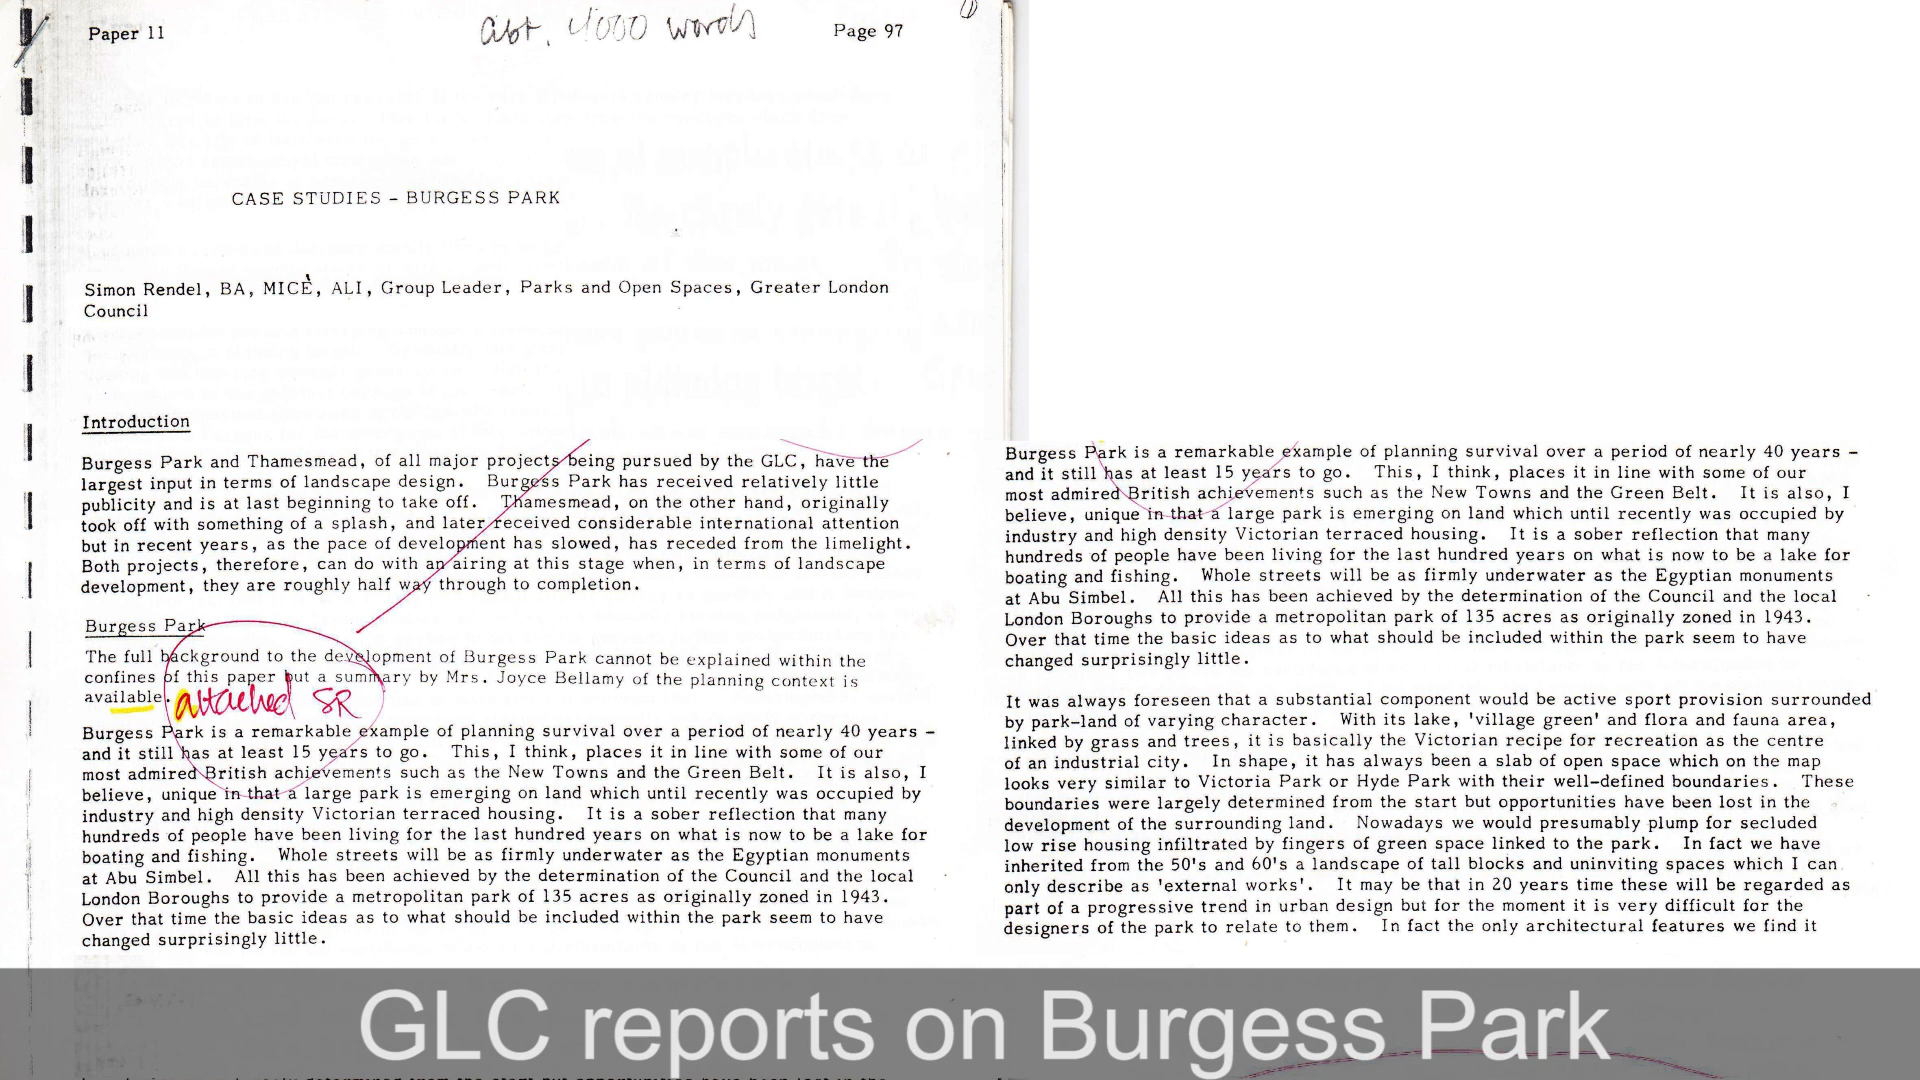 Paper 11
abt. 4000 words
Page 97
①
CASE STUDIES - BURGESS PARK
Simon Rendel, BA, MICE, ALI, Group Leader, Parks and Open Spaces, Greater London
Council
Introduction
Burgess Park and Thamesmead, of all major projects being pursued by the GLC, have the
largest input in terms of landscape design. Burgess Park has received relatively little
publicity and is at last beginning to take off. Thamesmead, on the other hand, originally
took off with something of a splash, and later received considerable international attention
but in recent years, as the pace of development has slowed, has receded from the limelight.
Both projects, therefore, can do with an airing at this stage when, in terms of landscape
development, they are roughly half way through to completion.
Burgess Park
The full background to the development of Burgess Park cannot be explained within the
confines of this paper but a summary by Mrs. Joyce Bellamy of the planning context is
available. attached SR
Burgess Park is a remarkable example of planning survival over a period of nearly 40 years -
and it still has at least 15 years to go. This, I think, places it in line with some of our
most admired British achievements such as the New Towns and the Green Belt. It is also, I
believe, unique in that a large park is emerging on land which until recently was occupied by
industry and high density Victorian terraced housing. It is a sober reflection that many
hundreds of people have been living for the last hundred years on what is now to be a lake for
boating and fishing. Whole streets will be as firmly underwater as the Egyptian monuments
at Abu Simbel. All this has been achieved by the determination of the Council and the local
London Boroughs to provide a metropolitan park of 135 acres as originally zoned in 1943.
Over that time the basic ideas as to what should be included within the park seem to have
changed surprisingly little.
Burgess Park is a remarkable example of planning survival over a period of nearly 40 years -
and it still has at least 15 years to go. This, I think, places it in line with some of our
most admired British achievements such as the New Towns and the Green Belt. It is also, I
believe, unique in that a large park is emerging on land which until recently was occupied by
industry and high density Victorian terraced housing. It is a sober reflection that many
hundreds of people have been living for the last hundred years on what is now to be a lake for
boating and fishing. Whole streets will be as firmly underwater as the Egyptian monuments
at Abu Simbel. All this has been achieved by the determination of the Council and the local
London Boroughs to provide a metropolitan park of 135 acres as originally zoned in 1943.
Over that time the basic ideas as to what should be included within the park seem to have
changed surprisingly little.
It was always foreseen that a substantial component would be active sport provision surrounded
by park-land of varying character. With its lake, 'village green' and flora and fauna area,
linked by grass and trees, it is basically the Victorian recipe for recreation as the centre
of an industrial city. In shape, it has always been a slab of open space which on the map
looks very similar to Victoria Park or Hyde Park with their well-defined boundaries. These
boundaries were largely determined from the start but opportunities have been lost in the
development of the surrounding land. Nowadays we would presumably plump for secluded
low rise housing infiltrated by fingers of green space linked to the park. In fact we have
inherited from the 50's and 60's a landscape of tall blocks and uninviting spaces which I can
only describe as 'external works'. It may be that in 20 years time these will be regarded as
part of a progressive trend in urban design but for the moment it is very difficult for the
designers of the park to relate to them. In fact the only architectural features we find it
GLC reports on Burgess Park